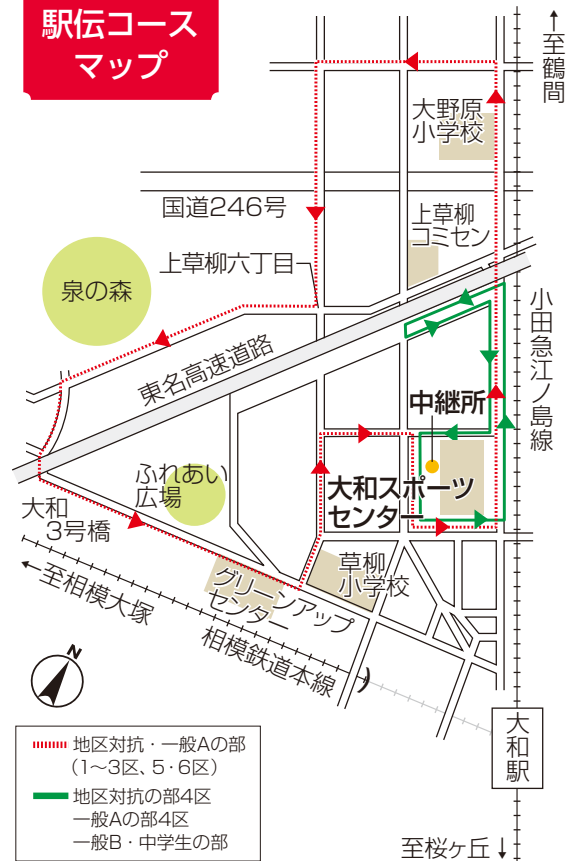 駅伝コース
マップ
↑至鶴間
大野原
小学校
国道246号
上草柳
コミセン
上草柳六丁目
泉の森
小田急江ノ島線
東名高速道路
中継所
ふれあい
広場
大和スポーツ
センター
大和
3号橋
草柳
小学校
グリーンアップ
センター
←至相模大塚
相模鉄道本線
N
大和駅
地区対抗・一般Aの部
(1〜3区、5・6区)
地区対抗の部4区
一般Aの部4区
一般B・中学生の部
至桜ヶ丘↓